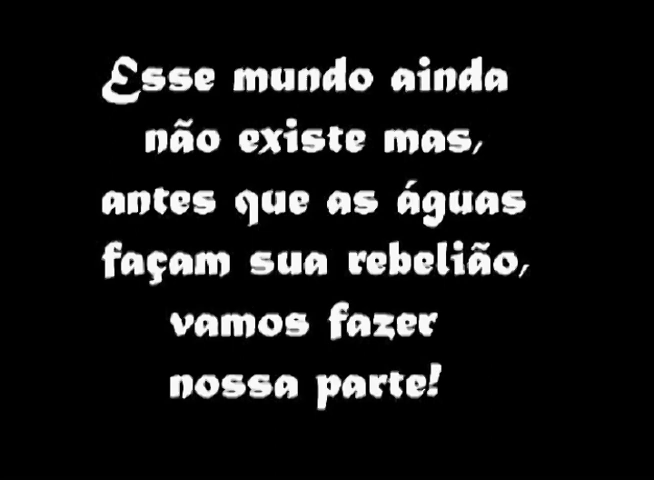 Esse mundo ainda
não existe mas,
antes que as águas
façam sua rebelião,
vamos fazer
nossa parte!